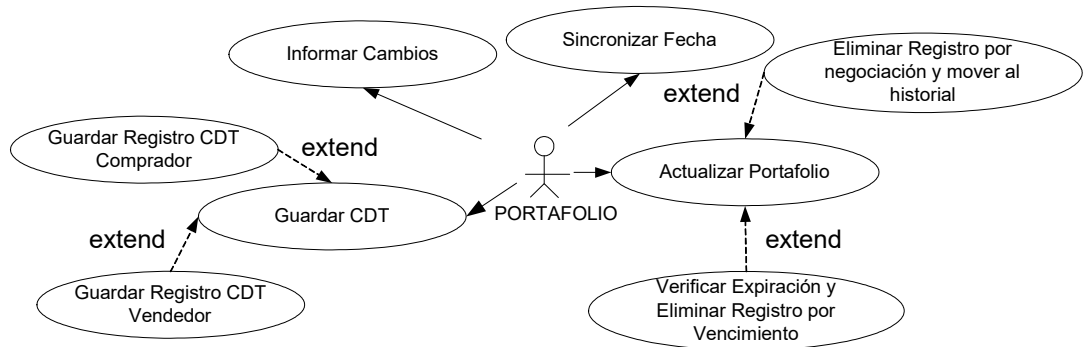 Informar Cambios
Sincronizar Fecha
Eliminar Registro por
negociación y mover al
historial
extend
Guardar Registro CDT
Comprador
extend
Actualizar Portafolio
PORTAFOLIO
Guardar CDT
extend
extend
Guardar Registro CDT
Vendedor
Verificar Expiración y
Eliminar Registro por
Vencimiento